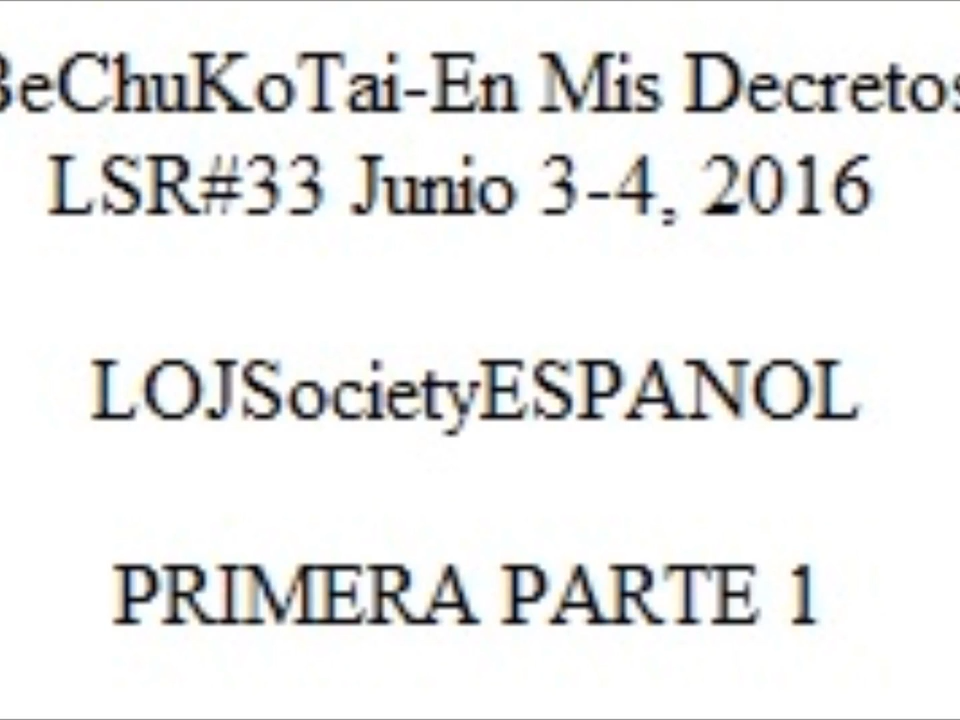 BeChuKoTai-En Mis Decretos
LSR#33 Junio 3-4, 2016
LOJSocietyESPANOL
PRIMERA PARTE 1